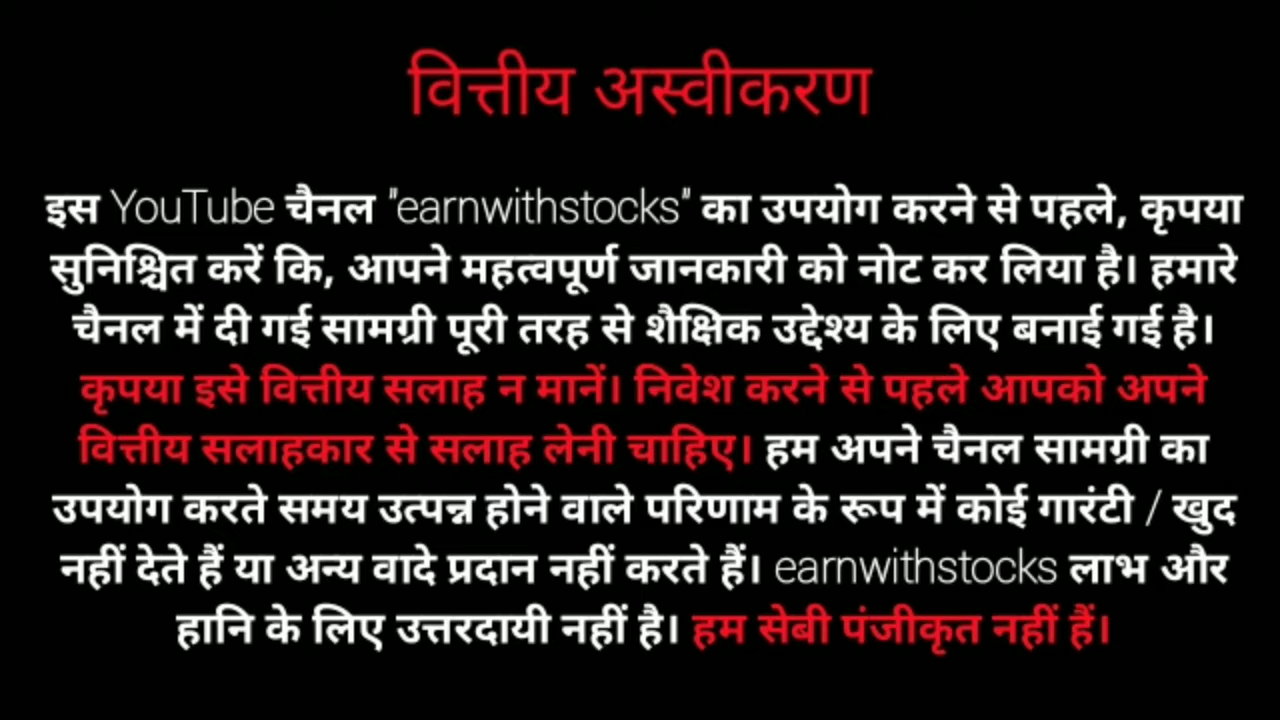 वित्तीय अस्वीकरण
इस YouTube चैनल "earnwithstocks" का उपयोग करने से पहले, कृपया
सुनिश्चित करें कि, आपने महत्वपूर्ण जानकारी को नोट कर लिया है। हमारे
चैनल में दी गई सामग्री पूरी तरह से शैक्षिक उद्देश्य के लिए बनाई गई है।
कृपया इसे वित्तीय सलाह न मानें। निवेश करने से पहले आपको अपने
वित्तीय सलाहकार से सलाह लेनी चाहिए। हम अपने चैनल सामग्री का
उपयोग करते समय उत्पन्न होने वाले परिणाम के रूप में कोई गारंटी / खुद
नहीं देते हैं या अन्य वादे प्रदान नहीं करते हैं। earnwithstocks लाभ और
हानि के लिए उत्तरदायी नहीं है। हम सेबी पंजीकृत नहीं हैं।